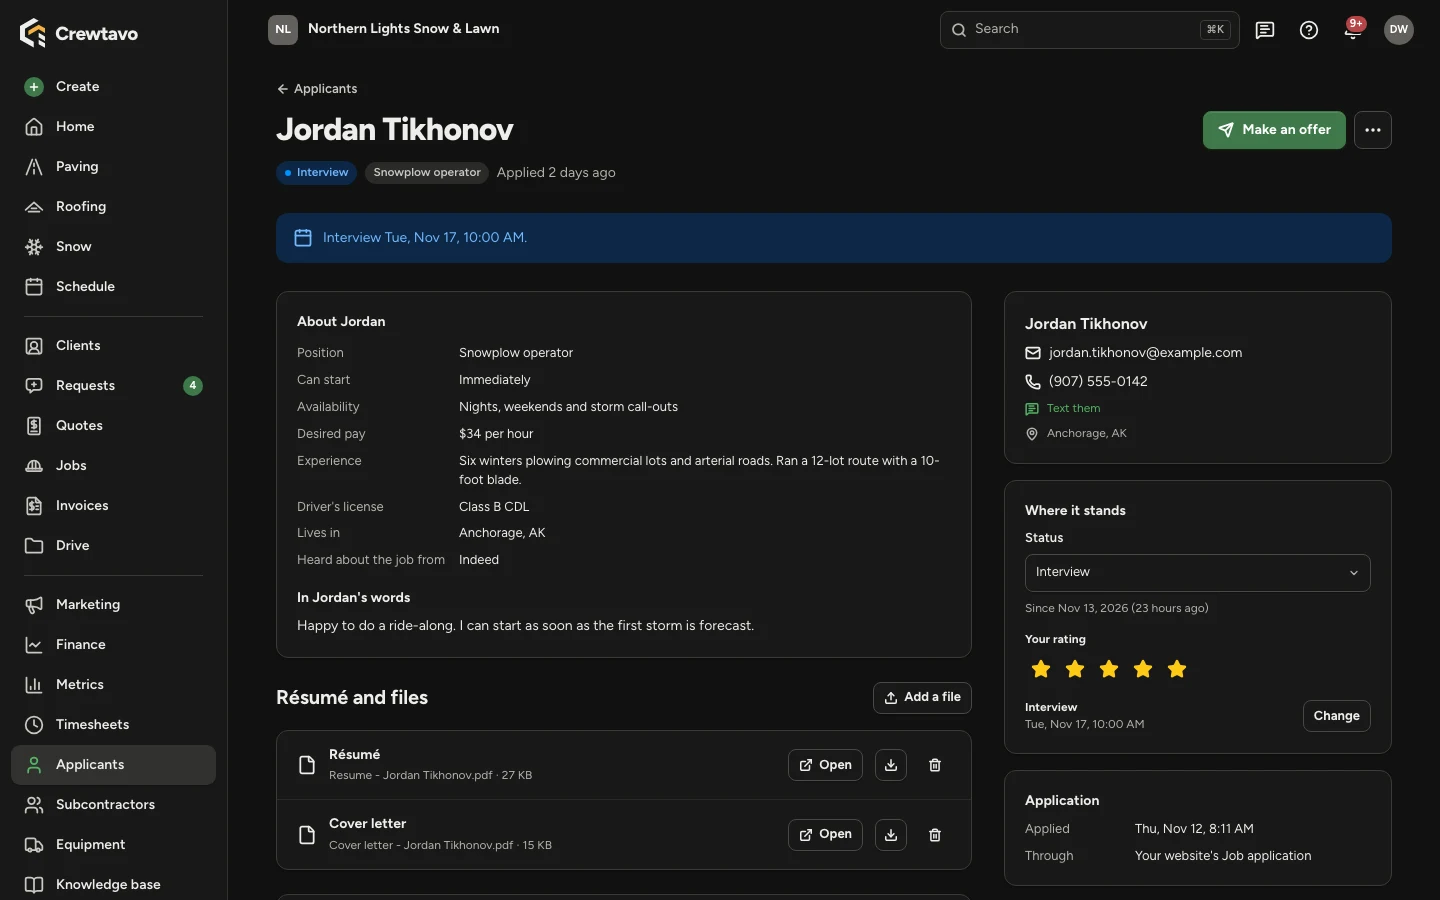 Crewtavo
Create
Home
Paving
Roofing
Snow
Schedule
Clients
Requests
4
Quotes
Jobs
Invoices
Drive
Marketing
Finance
Metrics
Timesheets
Applicants
Subcontractors
Equipment
Knowledge base
NL
Northern Lights Snow & Lawn
Search
⌘K
9+
DW
Applicants
Jordan Tikhonov
Interview
Snowplow operator
Applied 2 days ago
Make an offer
Interview Tue, Nov 17, 10:00 AM.
About Jordan
Position Snowplow operator
Can start Immediately
Availability Nights, weekends and storm call-outs
Desired pay $34 per hour
Experience Six winters plowing commercial lots and arterial roads. Ran a 12-lot route with a 10-
foot blade.
Driver's license Class B CDL
Lives in Anchorage, AK
Heard about the job from Indeed
In Jordan's words
Happy to do a ride-along. I can start as soon as the first storm is forecast.
Résumé and files
Add a file
Résumé
Resume - Jordan Tikhonov.pdf · 27 KB
Open
Cover letter
Cover letter - Jordan Tikhonov.pdf · 15 KB
Open
Jordan Tikhonov
jordan.tikhonov@example.com
(907) 555-0142
Text them
Anchorage, AK
Where it stands
Status
Interview
Since Nov 13, 2026 (23 hours ago)
Your rating
Interview
Tue, Nov 17, 10:00 AM
Change
Application
Applied Thu, Nov 12, 8:11 AM
Through Your website's Job application